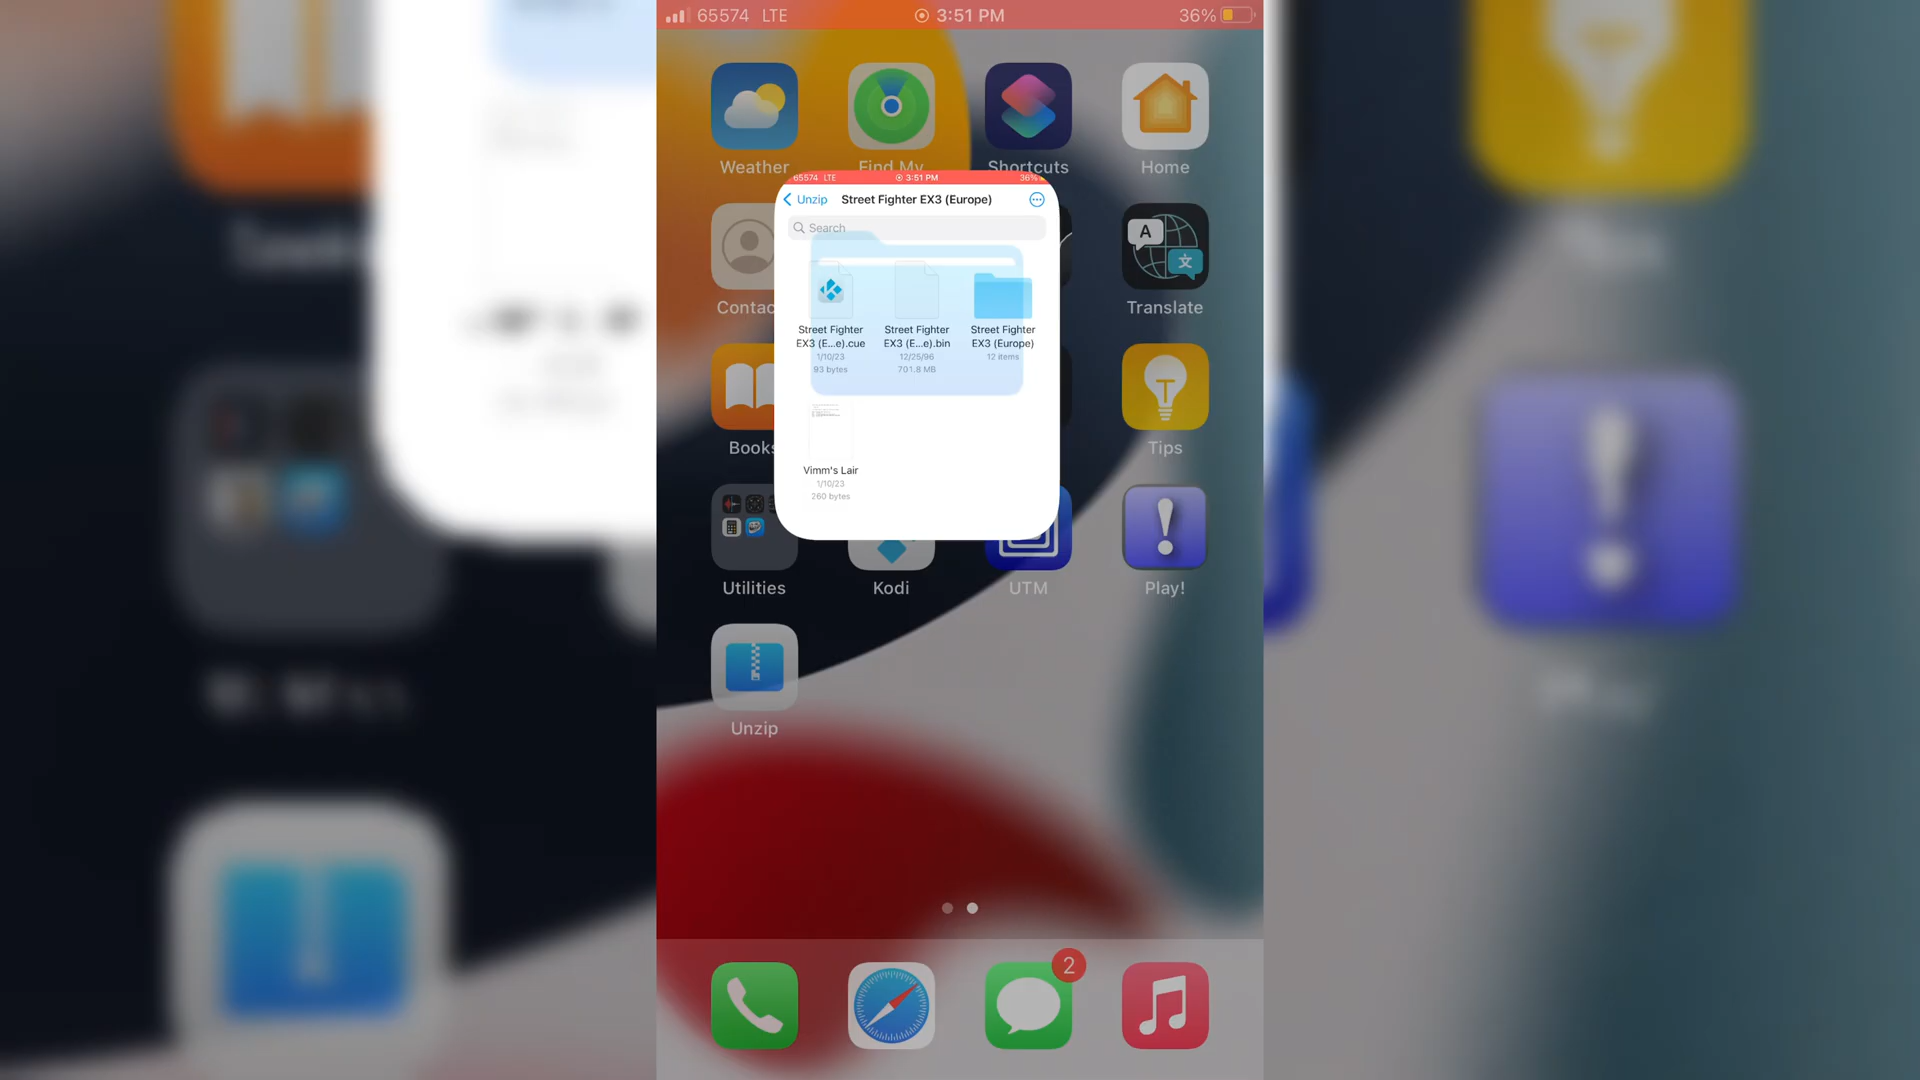 65574 LTE 3:51 PM 36%
Weather Find My Shortcuts Home
65574 LTE 3:51 PM 36%
Unzip Street Fighter EX3 (Europe)
Search
Contac
A
文
Translate
Street Fighter Street Fighter Street Fighter
EX3 (E...e).cue EX3 (E...e).bin EX3 (Europe)
1/10/23 12/25/96 12 items
93 bytes 701.8 MB
Books Tips
Vimm's Lair
1/10/23
260 bytes
Utilities Kodi UTM Play!
Unzip
2